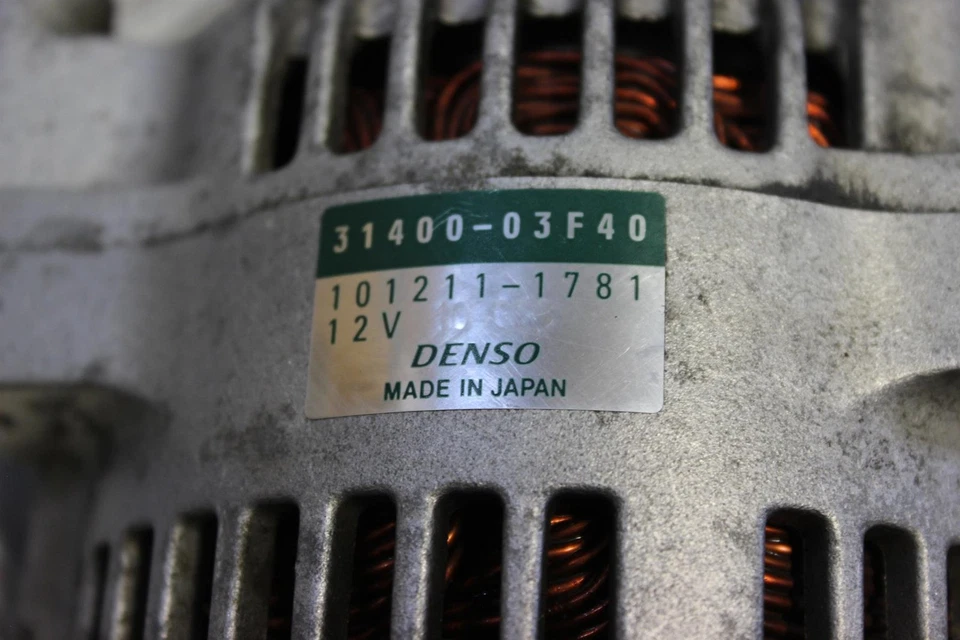 31400-03F40
101211-1781
12V
DENSO
MADE IN JAPAN